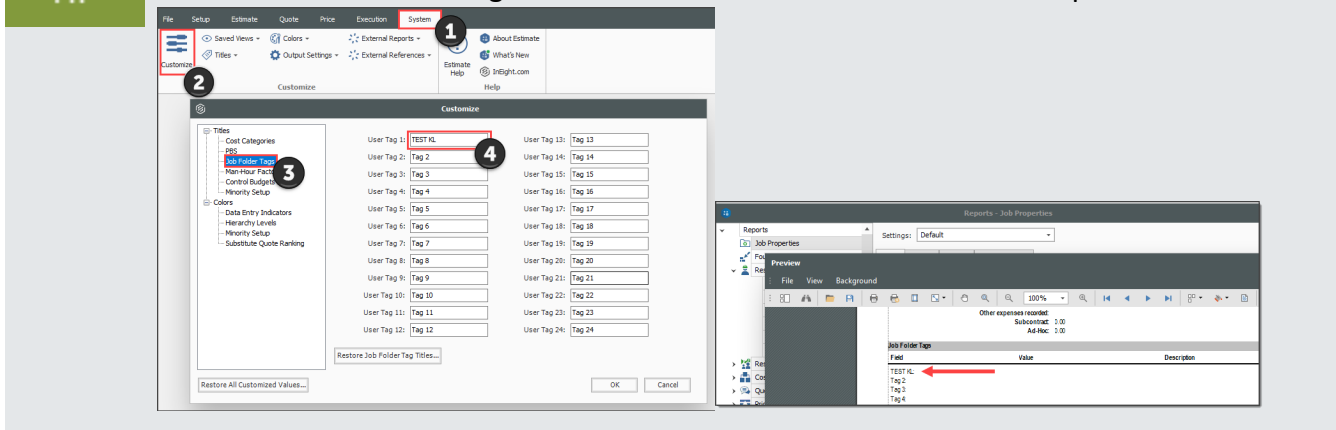 File Setup Estimate Quote Price Execution System
1
Saved Views Colors External Reports About Estimate
Titles Output Settings External References What's New
Customize Estimate Help InEight.com
2
Customize Help
Customize
Titles
Cost Categories
PBS
Job Folder Tags
3
Control Budgets
Minority Setup
Colors
Data Entry Indicators
Hierarchy Levels
Minority Setup
Substitute Quote Ranking
User Tag 1: TEST KL User Tag 13: Tag 13
4
User Tag 2: Tag 2 User Tag 14: Tag 14
User Tag 3: Tag 3 User Tag 15: Tag 15
User Tag 4: Tag 4 User Tag 16: Tag 16
User Tag 5: Tag 5 User Tag 17: Tag 17
User Tag 6: Tag 6 User Tag 18: Tag 18
User Tag 7: Tag 7 User Tag 19: Tag 19
User Tag 8: Tag 8 User Tag 20: Tag 20
User Tag 9: Tag 9 User Tag 21: Tag 21
User Tag 10: Tag 10 User Tag 22: Tag 22
User Tag 11: Tag 11 User Tag 23: Tag 23
User Tag 12: Tag 12 User Tag 24: Tag 24
Restore Job Folder Tag Titles...
Restore All Customized Values... OK Cancel
Reports - Job Properties
Reports
Job Properties
Settings: Default
Preview
File View Background
100%
Other expenses recorded:
Subcontract 0.00
Ad-Hoc: 0.00
Job Folder Tags
Field Value Description
TEST KL:
Tag 2:
Tag 3:
Tag 4: